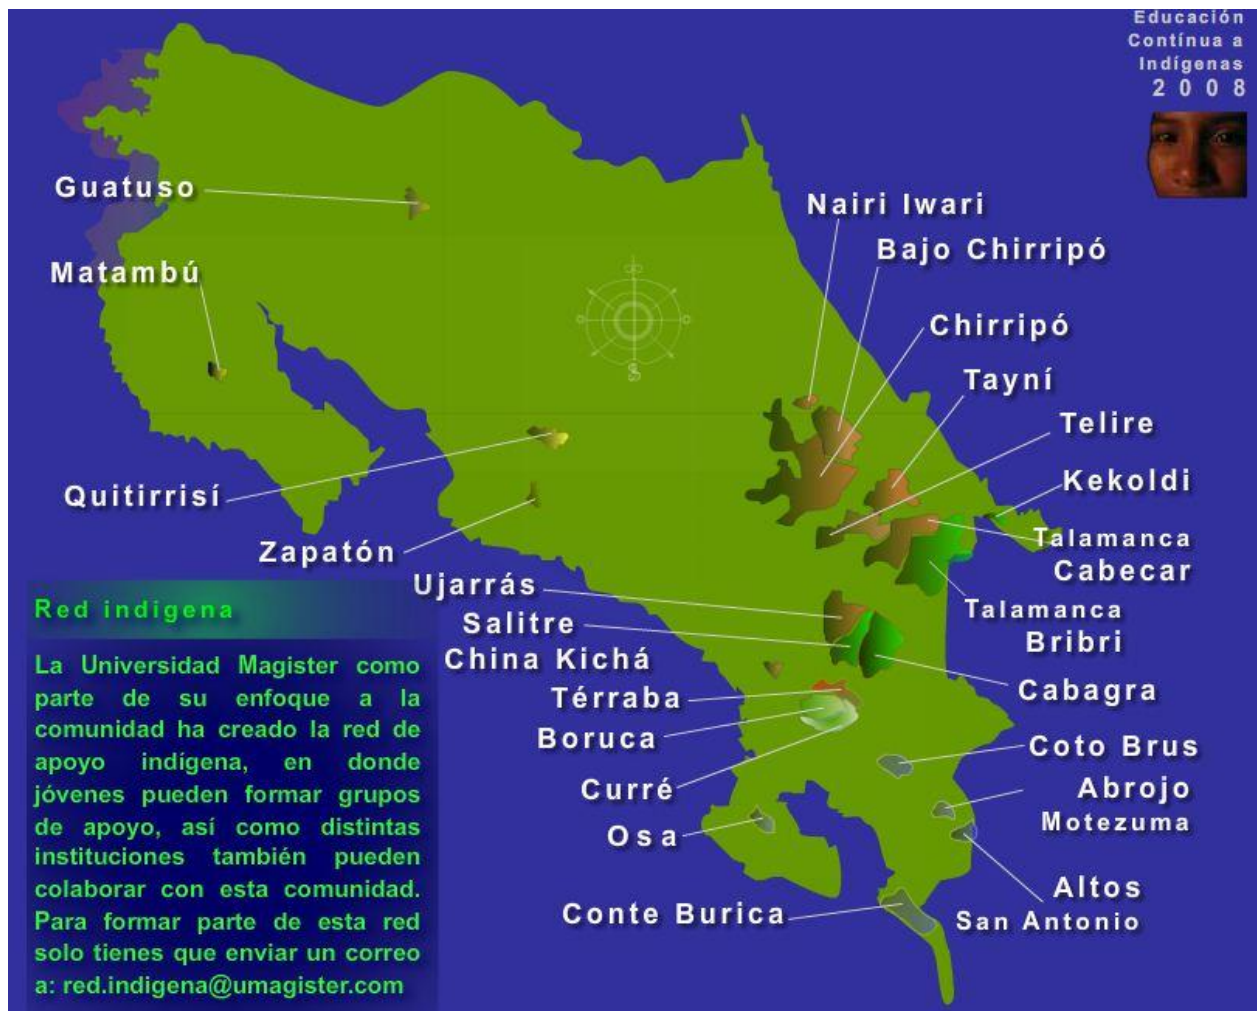 Educación
Contínua a
Indígenas
2 0 0 8
Guatuso
Matambú
Nairi Iwari
Bajo Chirripó
Chirripó
Tayní
Telire
Kekoldi
Quitirrisí
Zapatón
Talamanca
Cabecar
Talamanca
Bribri
Ujarrás
Salitre
China Kichá
Térraba
Boruca
Curré
Osa
Conte Burica
Cabagra
Coto Brus
Abrojo
Motezuma
Altos
San Antonio
O
O
S
Red indigena
La Universidad Magister como
parte de su enfoque a la
comunidad ha creado la red de
apoyo indígena, en donde
jóvenes pueden formar grupos
de apoyo, así como distintas
instituciones también pueden
colaborar con esta comunidad.
Para formar parte de esta red
solo tienes que enviar un correo
a: red.indigena@umagister.com